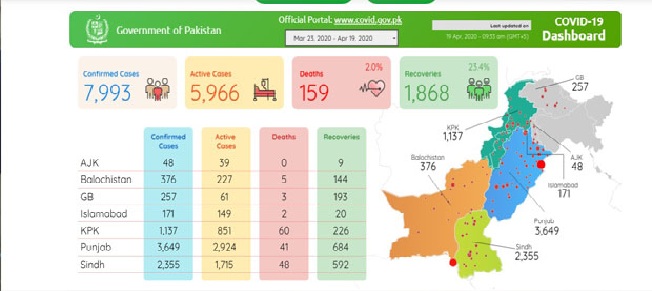 Government of Pakistan
Official Portal: www.covid.gov.pk
Mar 23, 2020 - Apr 19, 2020
Last updated on
19 Apr, 2020 - 09:33 am (GMT+5)
COVID-19
Dashboard
Confirmed Cases
7,993
Active Cases
5,966
2.0%
Deaths
159
23.4%
Recoveries
1,868
Confirmed Cases Active Cases Deaths Recoveries
AJK 48 39 0 9
Balochistan 376 227 5 144
GB 257 61 3 193
Islamabad 171 149 2 20
KPK 1,137 851 60 226
Punjab 3,649 2,924 41 684
Sindh 2,355 1,715 48 592
GB
257
KPK
1,137
Balochistan
376
AJK
48
Islamabad
171
Punjab
3,649
Sindh
2,355